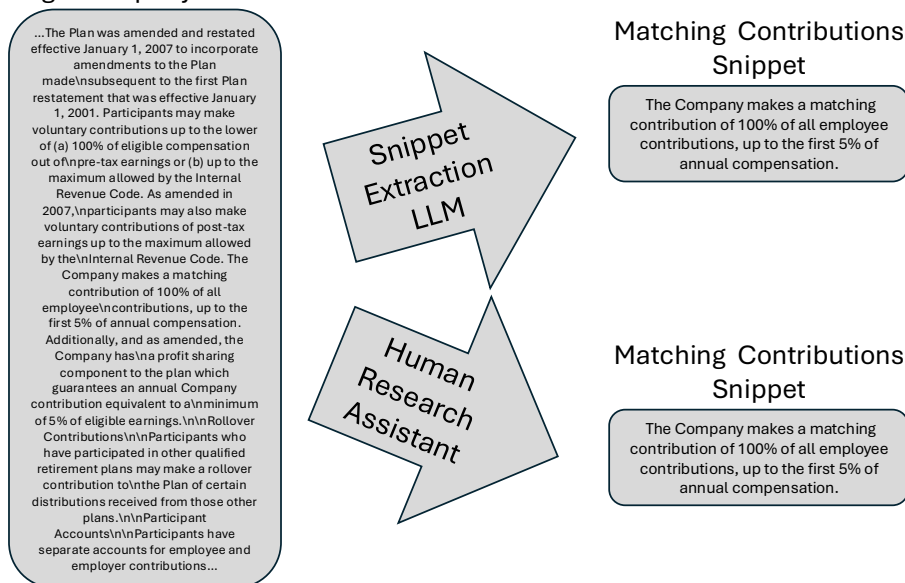 ...The Plan was amended and restated
effective January 1, 2007 to incorporate
amendments to the Plan
made\nsubsequent to the first Plan
restatement that was effective January
1, 2001. Participants may make
voluntary contributions up to the lower
of (a) 100% of eligible compensation
out of\npre-tax earnings or (b) up to the
maximum allowed by the Internal
Revenue Code. As amended in
2007,\nparticipants may also make
voluntary contributions of post-tax
earnings up to the maximum allowed
by the\nInternal Revenue Code. The
Company makes a matching
contribution of 100% of all
employee\ncontributions, up to the
first 5% of annual compensation.
Additionally, and as amended, the
Company has\na profit sharing
component to the plan which
guarantees an annual Company
contribution equivalent to a\nminimum
of 5% of eligible earnings.\n\nRollover
Contributions\n\nParticipants who
have participated in other qualified
retirement plans may make a rollover
contribution to\nthe Plan of certain
distributions received from those other
plans.\n\nParticipant
Accounts\n\nParticipants have
separate accounts for employee and
employer contributions...
Snippet
Extraction
LLM
Human
Research
Assistant
Matching Contributions
Snippet
The Company makes a matching
contribution of 100% of all employee
contributions, up to the first 5% of
annual compensation.
Matching Contributions
Snippet
The Company makes a matching
contribution of 100% of all employee
contributions, up to the first 5% of
annual compensation.